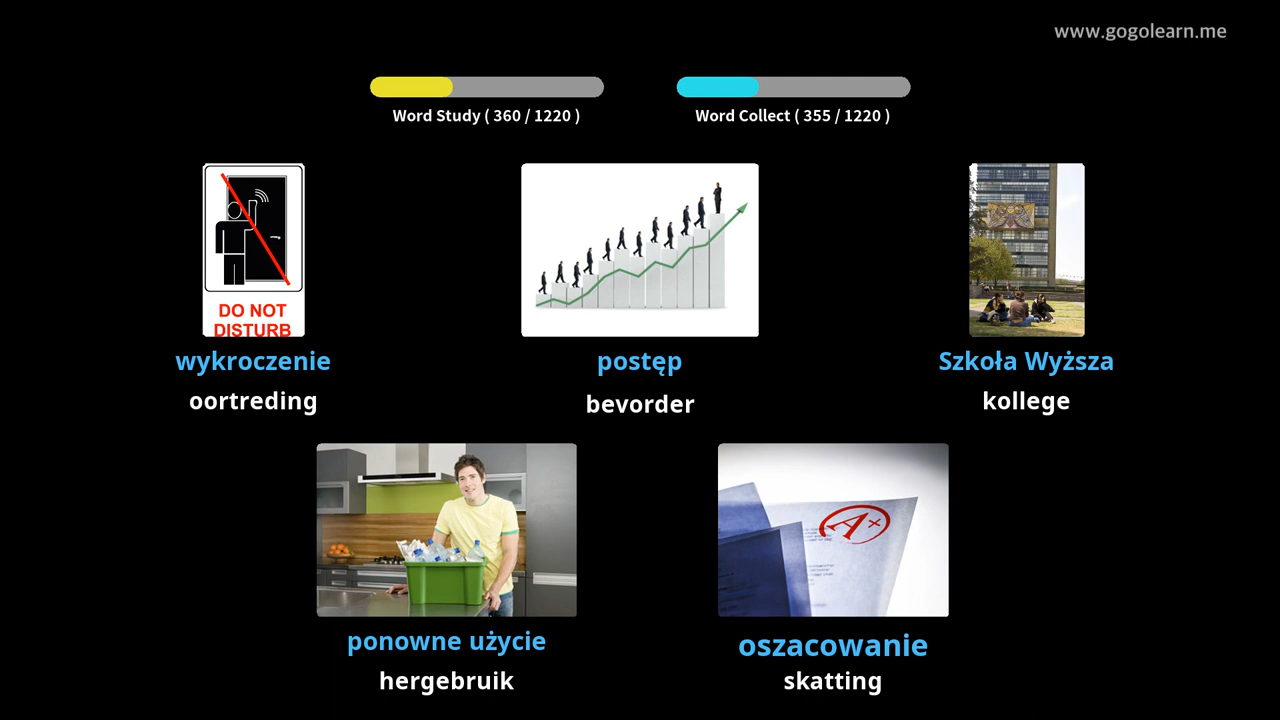 www.gogolearn.me
Word Study ( 360 / 1220 )
Word Collect ( 355 / 1220 )
DO NOT
DISTURB
wykroczenie
oortreding
postęp
bevorder
Szkoła Wyższa
kollege
A+
ponowne użycie
hergebruik
oszacowanie
skatting